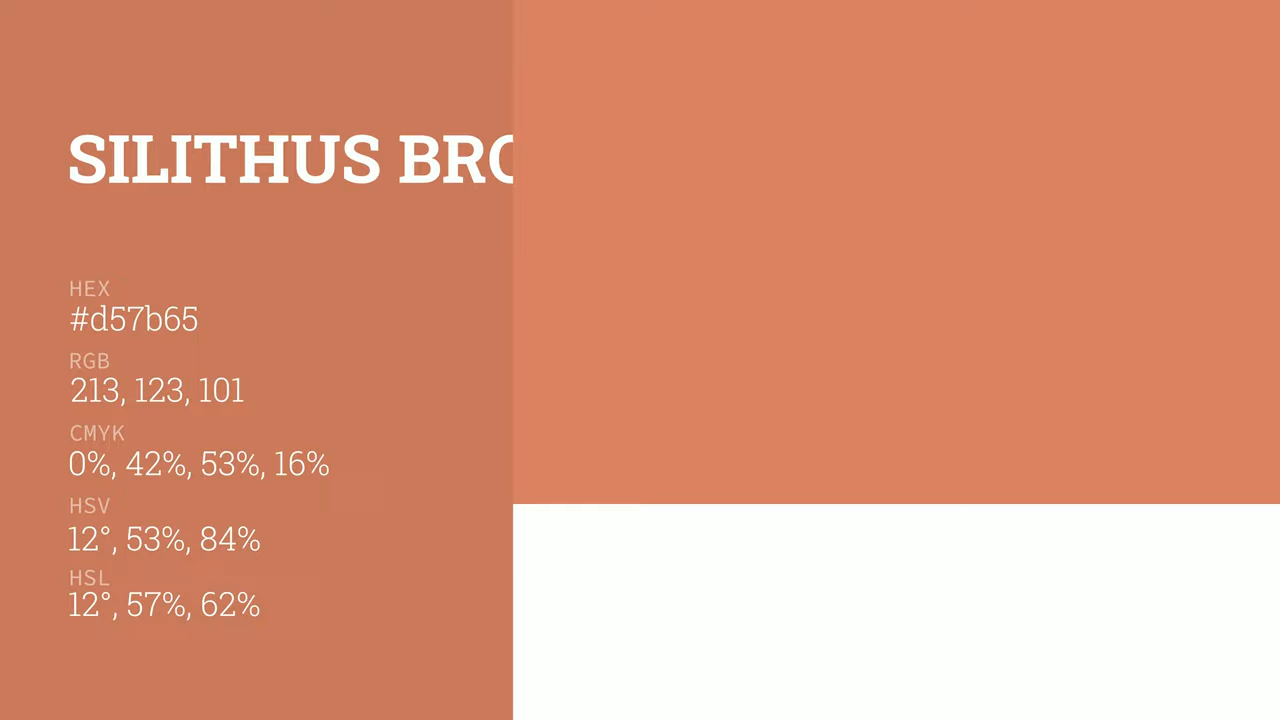 SILITHUS BRO
HEX
#d57b65
RGB
213, 123, 101
CMYK
0%, 42%, 53%, 16%
HSV
12°, 53%, 84%
HSL
12°, 57%, 62%